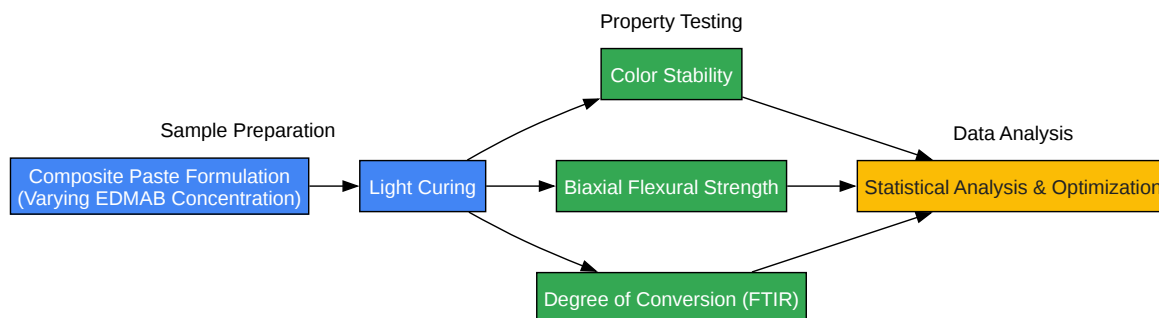 Property Testing
Color Stability
Sample Preparation
Data Analysis
Composite Paste Formulation
(Varying EDMAB Concentration)
Light Curing
Biaxial Flexural Strength
Statistical Analysis & Optimization
Degree of Conversion (FTIR)